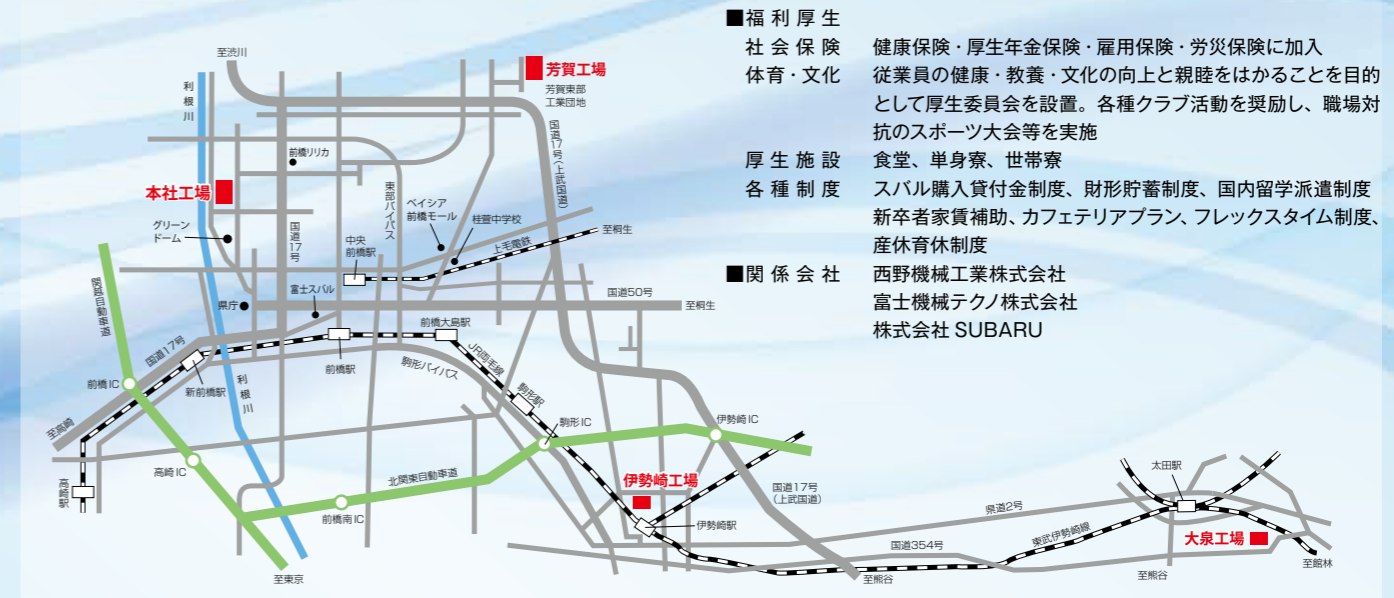 ■福利厚生
社会保険 健康保険・厚生年金保険・雇用保険・労災保険に加入
体育・文化 従業員の健康・教養・文化の向上と親睦をはかることを目的
として厚生委員会を設置。各種クラブ活動を奨励し、職場対
抗のスポーツ大会等を実施
厚生施設 食堂、単身寮、世帯寮
各種制度 スバル購入貸付金制度、財形貯蓄制度、国内留学派遣制度
新卒者家賃補助、カフェテリアプラン、フレックスタイム制度、
産休育休制度
■関係会社 西野機械工業株式会社
富士機械テクノ株式会社
株式会社 SUBARU
至渋川
利根川
芳賀工場
芳賀東部
工業団地
国道17号(上武国道)
前橋リリカ
本社工場
東部バイパス
ベイシア
前橋モール
桂萱中学校
グリーン
ドーム
国道17号
中央
前橋駅
上毛電鉄
至桐生
関越自動車道
富士スバル
県庁
国道50号
至桐生
前橋大島駅
国道17号
前橋駅
JR両毛線
駒形バイパス
前橋IC
新前橋駅
利根川
駒形駅
至高崎
駒形IC
伊勢崎IC
高崎IC
高崎駅
北関東自動車道
前橋南IC
伊勢崎工場
国道17号
(上武国道)
伊勢崎駅
太田駅
県道2号
東武伊勢崎線
国道354号
大泉工場
至東京
至熊谷
至熊谷
至館林